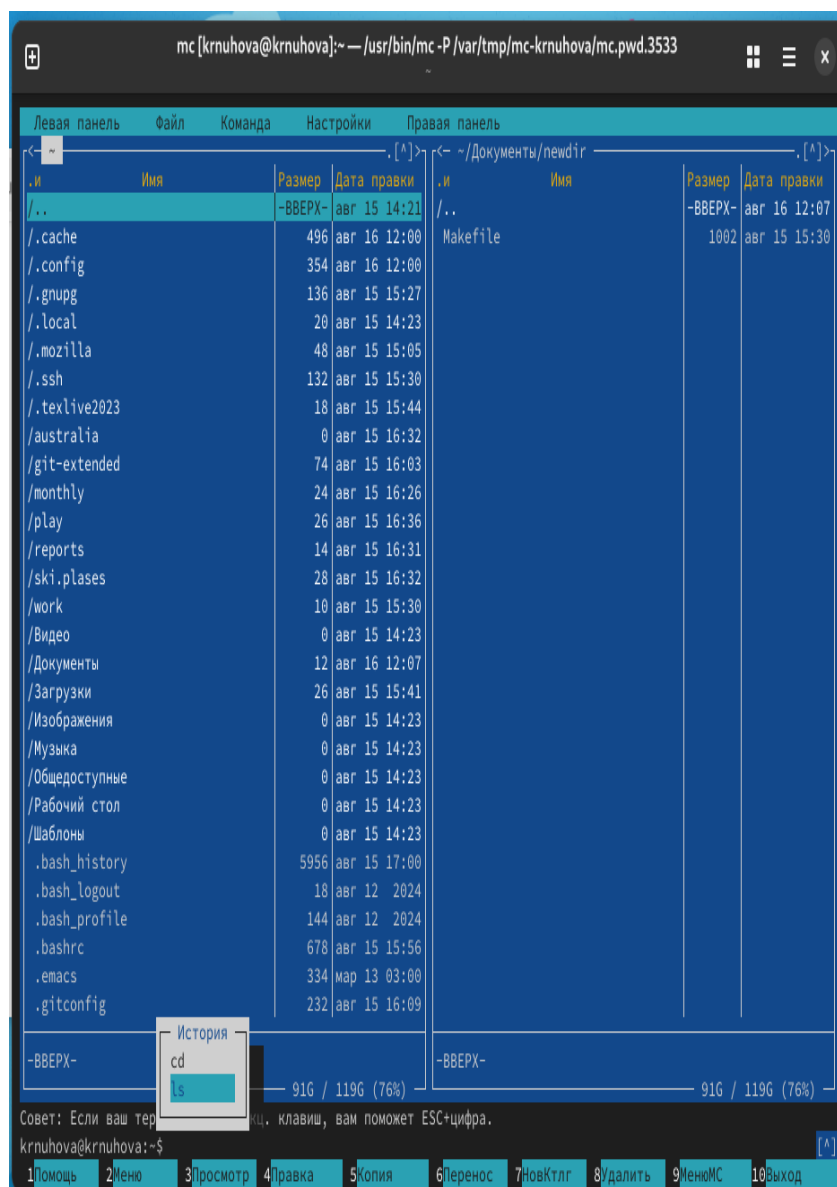 mc [krnuhova@krnuhova]:~ — /usr/bin/mc -P /var/tmp/mc-krnuhova/mc.pwd.3533
~
Левая панель Файл Команда Настройки Правая панель
<— ~ .[^]> <— ~/Документы/newdir .[^]>
.и Имя Размер Дата правки .и Имя Размер Дата правки
/.. -ВВЕРХ- авг 15 14:21 /.. -ВВЕРХ- авг 16 12:07
/.cache 496 авг 16 12:00 Makefile 1002 авг 15 15:30
/.config 354 авг 16 12:00
/.gnupg 136 авг 15 15:27
/.local 20 авг 15 14:23
/.mozilla 48 авг 15 15:05
/.ssh 132 авг 15 15:30
/.texlive2023 18 авг 15 15:44
/australia 0 авг 15 16:32
/git-extended 74 авг 15 16:03
/monthly 24 авг 15 16:26
/play 26 авг 15 16:36
/reports 14 авг 15 16:31
/ski.plases 28 авг 15 16:32
/work 10 авг 15 15:30
/Видео 0 авг 15 14:23
/Документы 12 авг 16 12:07
/Загрузки 26 авг 15 15:41
/Изображения 0 авг 15 14:23
/Музыка 0 авг 15 14:23
/Общедоступные 0 авг 15 14:23
/Рабочий стол 0 авг 15 14:23
/Шаблоны 0 авг 15 14:23
.bash_history 5956 авг 15 17:00
.bash_logout 18 авг 12 2024
.bash_profile 144 авг 12 2024
.bashrc 678 авг 15 15:56
.emacs 334 мар 13 03:00
.gitconfig 232 авг 15 16:09
История
-ВВЕРХ- cd -ВВЕРХ-
ls 91G / 119G (76%) 91G / 119G (76%)
Совет: Если ваш тер кц. клавиш, вам поможет ESC+цифра.
krnuhova@krnuhova:~$ [^]
1Помощь 2Меню 3Просмотр 4Правка 5Копия 6Перенос 7НовКтлг 8Удалить 9МенюМС 10Выход